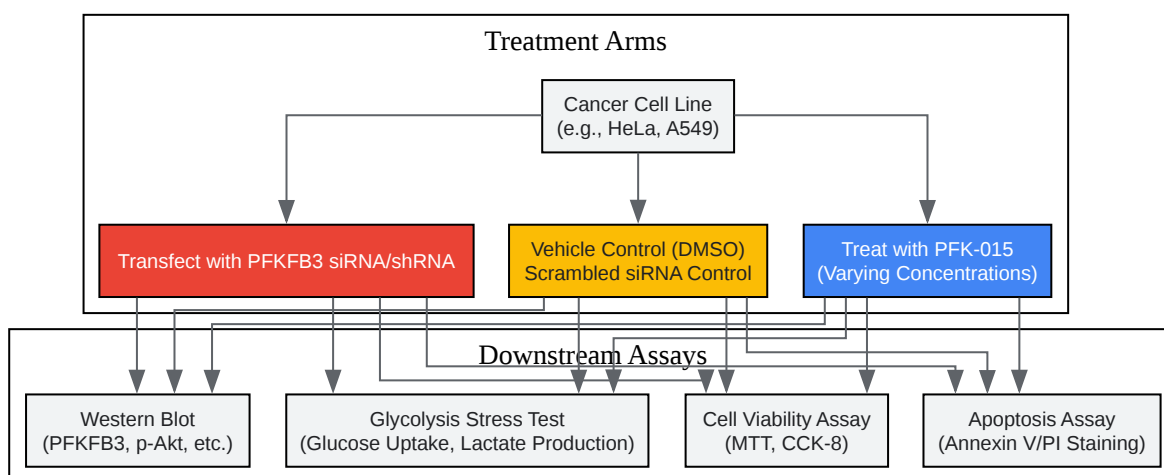 Treatment Arms
Cancer Cell Line
(e.g., HeLa, A549)
Transfect with PFKFB3 siRNA/shRNA
Vehicle Control (DMSO)
Scrambled siRNA Control
Treat with PFK-015
(Varying Concentrations)
Downstream Assays
Western Blot
(PFKFB3, p-Akt, etc.)
Glycolysis Stress Test
(Glucose Uptake, Lactate Production)
Cell Viability Assay
(MTT, CCK-8)
Apoptosis Assay
(Annexin V/PI Staining)